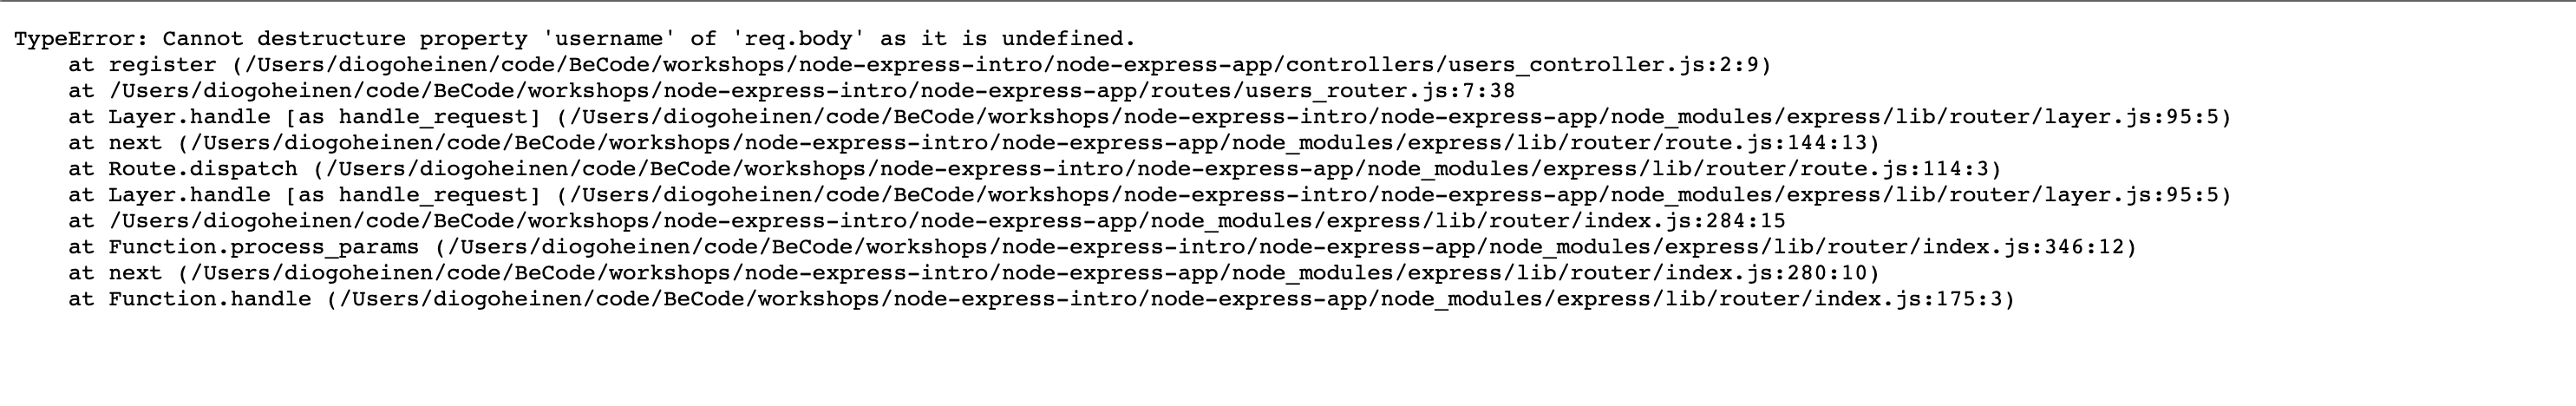 TypeError: Cannot destructure property 'username' of 'req.body' as it is undefined.
    at register (/Users/diogoheinen/code/BeCode/workshops/node-express-intro/node-express-app/controllers/users_controller.js:2:9)
    at /Users/diogoheinen/code/BeCode/workshops/node-express-intro/node-express-app/routes/users_router.js:7:38
    at Layer.handle [as handle_request] (/Users/diogoheinen/code/BeCode/workshops/node-express-intro/node-express-app/node_modules/express/lib/router/layer.js:95:5)
    at next (/Users/diogoheinen/code/BeCode/workshops/node-express-intro/node-express-app/node_modules/express/lib/router/route.js:144:13)
    at Route.dispatch (/Users/diogoheinen/code/BeCode/workshops/node-express-intro/node-express-app/node_modules/express/lib/router/route.js:114:3)
    at Layer.handle [as handle_request] (/Users/diogoheinen/code/BeCode/workshops/node-express-intro/node-express-app/node_modules/express/lib/router/layer.js:95:5)
    at /Users/diogoheinen/code/BeCode/workshops/node-express-intro/node-express-app/node_modules/express/lib/router/index.js:284:15
    at Function.process_params (/Users/diogoheinen/code/BeCode/workshops/node-express-intro/node-express-app/node_modules/express/lib/router/index.js:346:12)
    at next (/Users/diogoheinen/code/BeCode/workshops/node-express-intro/node-express-app/node_modules/express/lib/router/index.js:280:10)
    at Function.handle (/Users/diogoheinen/code/BeCode/workshops/node-express-intro/node-express-app/node_modules/express/lib/router/index.js:175:3)